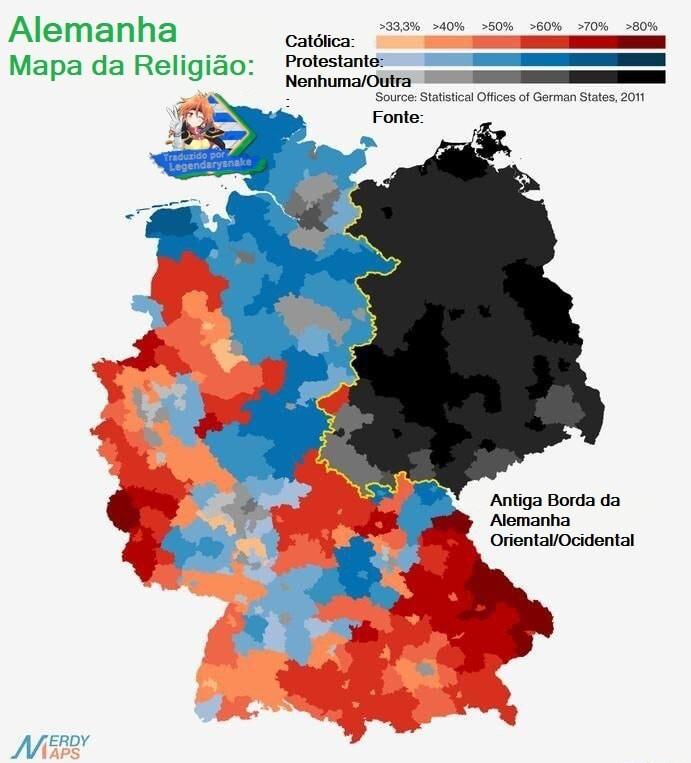 Alemanha
Mapa da Religião:
>33,3% >40% >50% >60% >70% >80%
Católica:
Protestante:
Nenhuma/Outra
:
Source: Statistical Offices of German States, 2011
Fonte:
Traduzido por
Legendarysnake
Antiga Borda da
Alemanha
Oriental/Ocidental
NERDY
MAPS